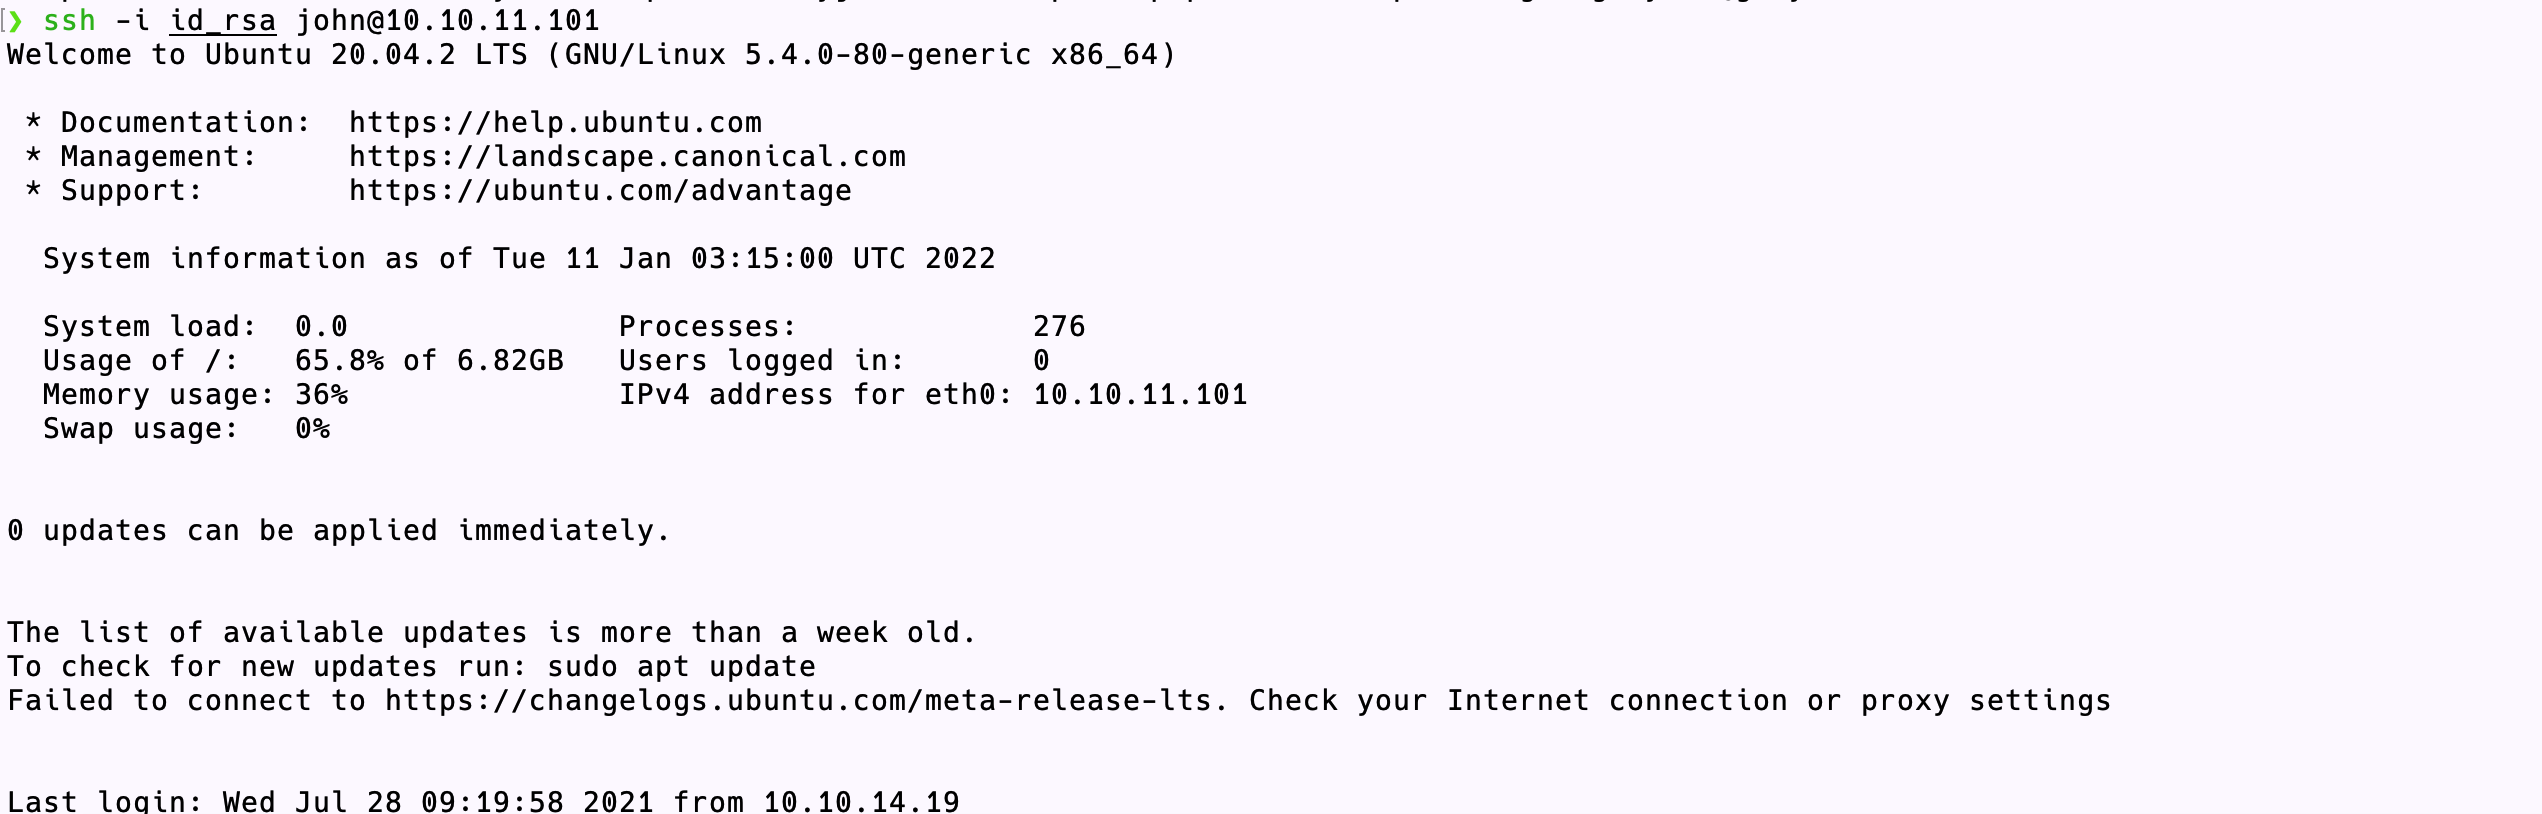 ❯ ssh -i id_rsa john@10.10.11.101
Welcome to Ubuntu 20.04.2 LTS (GNU/Linux 5.4.0-80-generic x86_64)
* Documentation:  https://help.ubuntu.com
* Management:     https://landscape.canonical.com
* Support:        https://ubuntu.com/advantage
System information as of Tue 11 Jan 03:15:00 UTC 2022
System load:  0.0               Processes:             276
Usage of /:   65.8% of 6.82GB   Users logged in:       0
Memory usage: 36%               IPv4 address for eth0: 10.10.11.101
Swap usage:   0%
0 updates can be applied immediately.
The list of available updates is more than a week old.
To check for new updates run: sudo apt update
Failed to connect to https://changelogs.ubuntu.com/meta-release-lts. Check your Internet connection or proxy settings
Last login: Wed Jul 28 09:19:58 2021 from 10.10.14.19